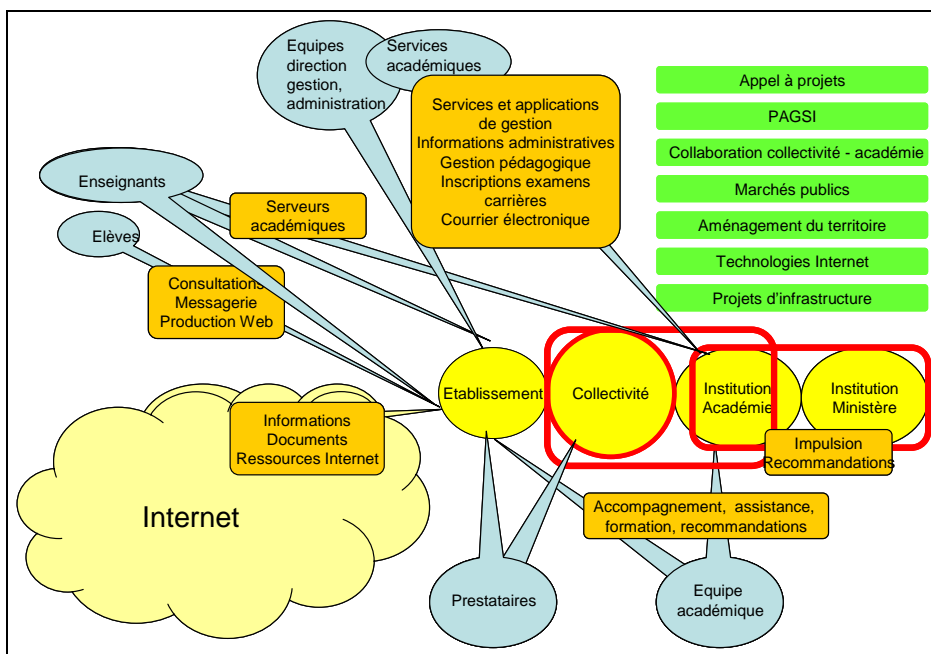 Equipes
direction
gestion,
administration
Services
académiques
Services et applications
de gestion
Informations administratives
Gestion pédagogique
Inscriptions examens
carrières
Courrier électronique
Appel à projets
PAGSI
Collaboration collectivité - académie
Marchés publics
Aménagement du territoire
Technologies Internet
Projets d'infrastructure
Enseignants
Serveurs
académiques
Elèves
Consultations
Messagerie
Production Web
Etablissement
Collectivité
Institution
Académie
Institution
Ministère
Informations
Documents
Ressources Internet
Impulsion
Recommandations
Internet
Accompagnement, assistance,
formation, recommandations
Prestataires
Equipe
académique